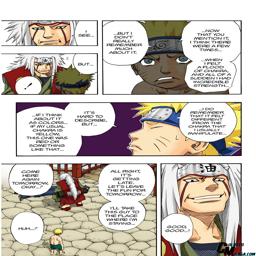 SEE...
...BUT I
DON'T
REALLY
REMEMBER
MUCH
ABOUT
IT.
NOW THAT
YOU MENTION
IT, I THINK
THERE WERE
A FEW
TIMES...
...WHEN I
FELT
A FLOOD
OF CHAKRA,
AND ALL OF
A SUDDEN I HAD
INCREDIBLE
STRENGTH...
IF I THINK
ABOUT IT
AS COLORS...
IF MY USUAL
CHAKRA IS
YELLOW,
THIS ONE WAS
RED OR
SOMETHING
LIKE THAT...
IT'S
HARD TO
DESCRIBE,
BUT...
I DO
REMEMBER
THAT IT FELT
DIFFERENT
FROM THE
CHAKRA THAT
I USUALLY
MANIPULATE.
COME
HERE
AGAIN
TOMORROW.
OKAY...
HUH...?
ALL RIGHT,
IT'S
GETTING
LATE.
LET'S
LEAVE THE
FUN FOR
TOMORROW.
I'LL
TAKE THIS
GUY TO THE
PLACE
WHERE I'M
STAYING...
GOOD,
GOOD...!